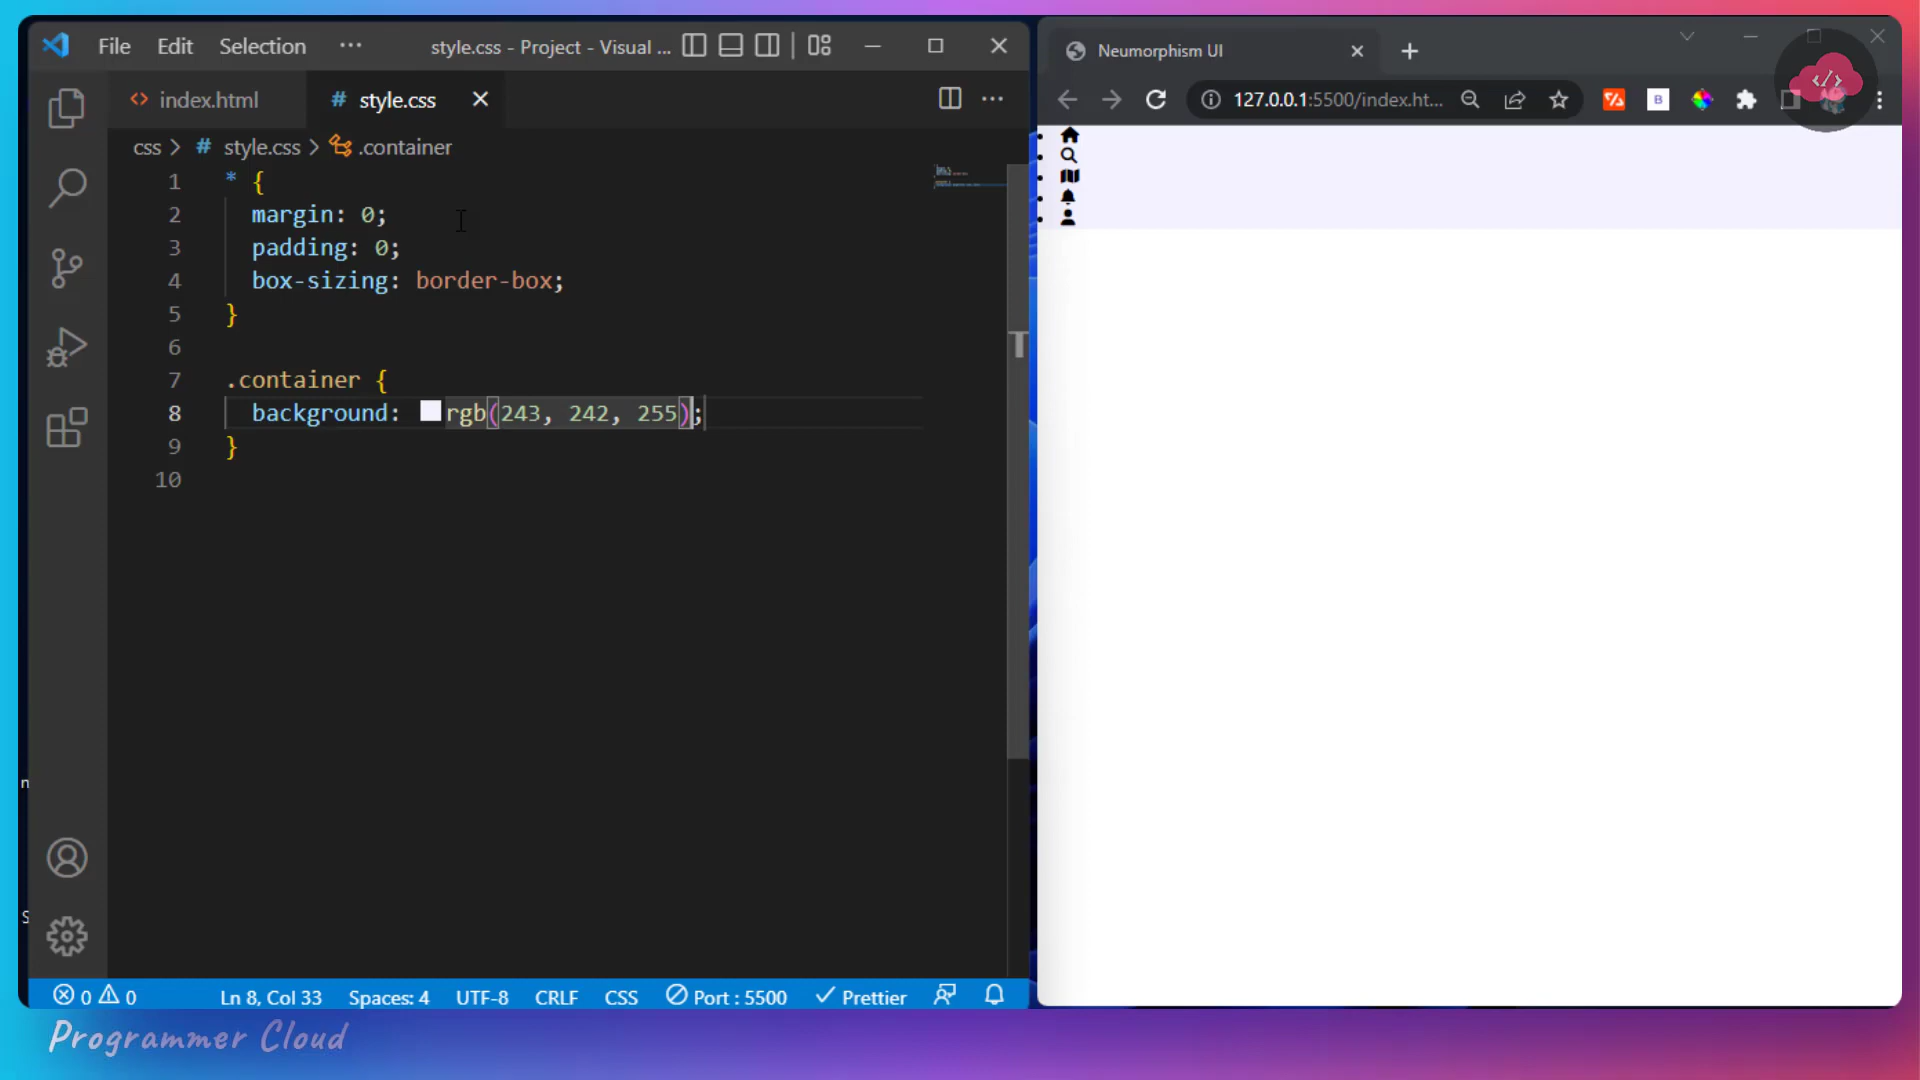 File Edit Selection ··· style.css - Project - Visual ...
index.html # style.css
css > # style.css > .container
1 * {
2 margin: 0;
3 padding: 0;
4 box-sizing: border-box;
5 }
6
7 .container {
8 background: rgb(243, 242, 255);
9 }
10
0 0 Ln 8, Col 33 Spaces: 4 UTF-8 CRLF CSS Port : 5500 Prettier
Neumorphism UI
127.0.0.1:5500/index.ht...
B
n
S
Programmer Cloud